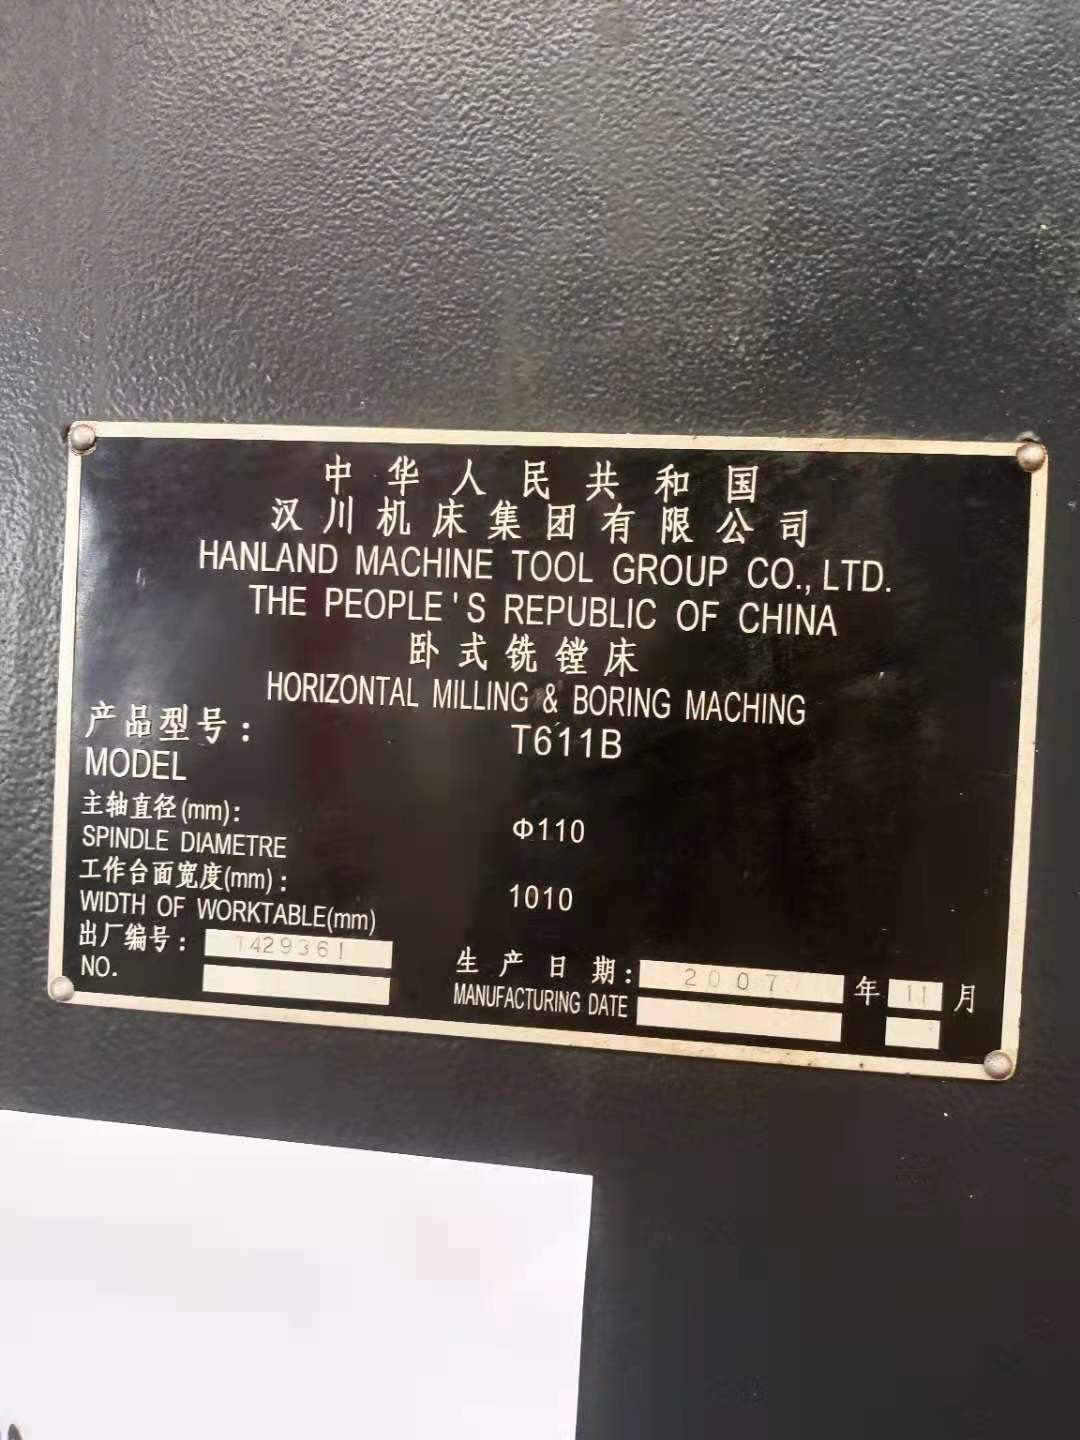 中华人民共和国
汉川机床集团有限公司
HANLAND MACHINE TOOL GROUP CO., LTD.
THE PEOPLE'S REPUBLIC OF CHINA
卧式铣镗床
HORIZONTAL MILLING & BORING MACHING
产品型号: T611B
MODEL
主轴直径(mm): Φ110
SPINDLE DIAMETRE
工作台面宽度(mm): 1010
WIDTH OF WORKTABLE(mm)
出厂编号: 1429361
NO.
生产日期: 2007 年 11 月
MANUFACTURING DATE